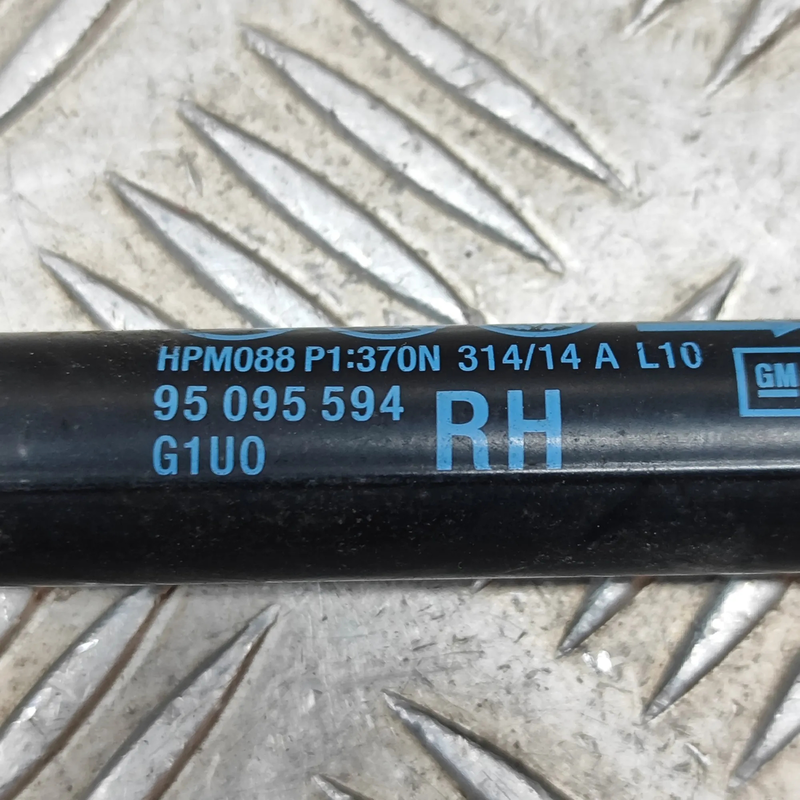 HPM088 P1:370N 314/14 A L10
95 095 594 RH
G1U0
GM